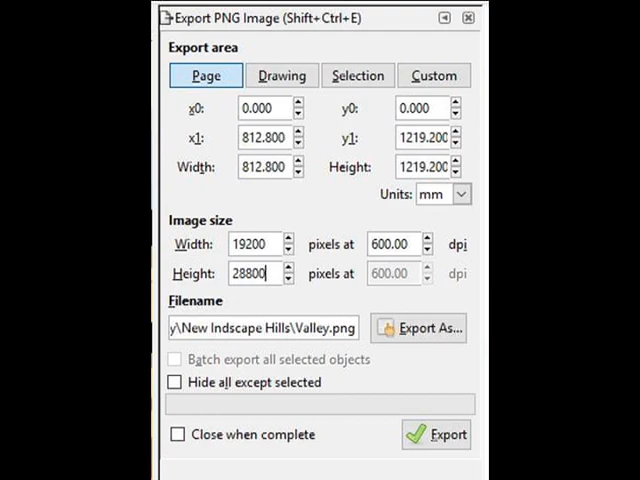 Export PNG Image (Shift+Ctrl+E)
Export area
Page Drawing Selection Custom
x0: 0.000 y0: 0.000
x1: 812.800 y1: 1219.200
Width: 812.800 Height: 1219.200
Units: mm
Image size
Width: 19200 pixels at 600.00 dpi
Height: 28800 pixels at 600.00 dpi
Filename
y\New Indscape Hills\Valley.png Export As...
Batch export all selected objects
Hide all except selected
Close when complete Export